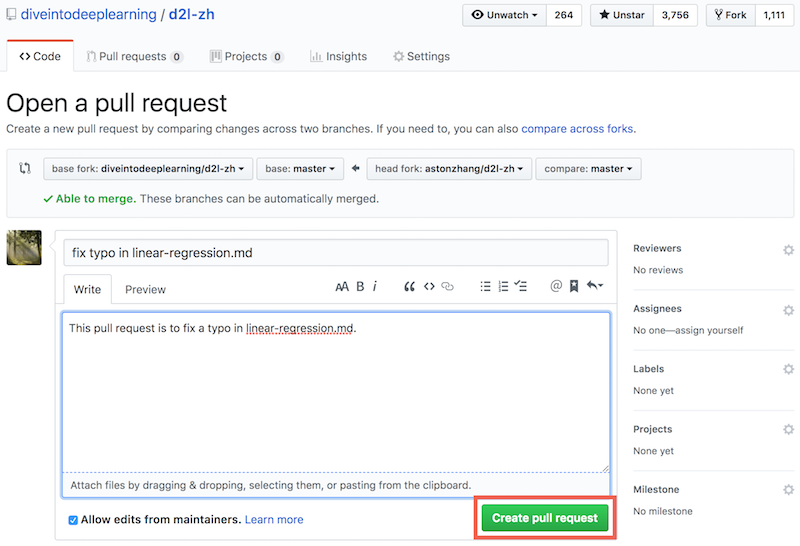 diveintodeeplearning / d2l-zh
Unwatch 264 Unstar 3,756 Fork 1,111
Code Pull requests 0 Projects 0 Insights Settings
Open a pull request
Create a new pull request by comparing changes across two branches. If you need to, you can also compare across forks.
base fork: diveintodeeplearning/d2l-zh base: master head fork: astonzhang/d2l-zh compare: master
Able to merge. These branches can be automatically merged.
fix typo in linear-regression.md
Write Preview
AA B i
This pull request is to fix a typo in linear-regression.md.
Attach files by dragging & dropping, selecting them, or pasting from the clipboard.
Allow edits from maintainers. Learn more
Create pull request
Reviewers
No reviews
Assignees
No one—assign yourself
Labels
None yet
Projects
None yet
Milestone
No milestone